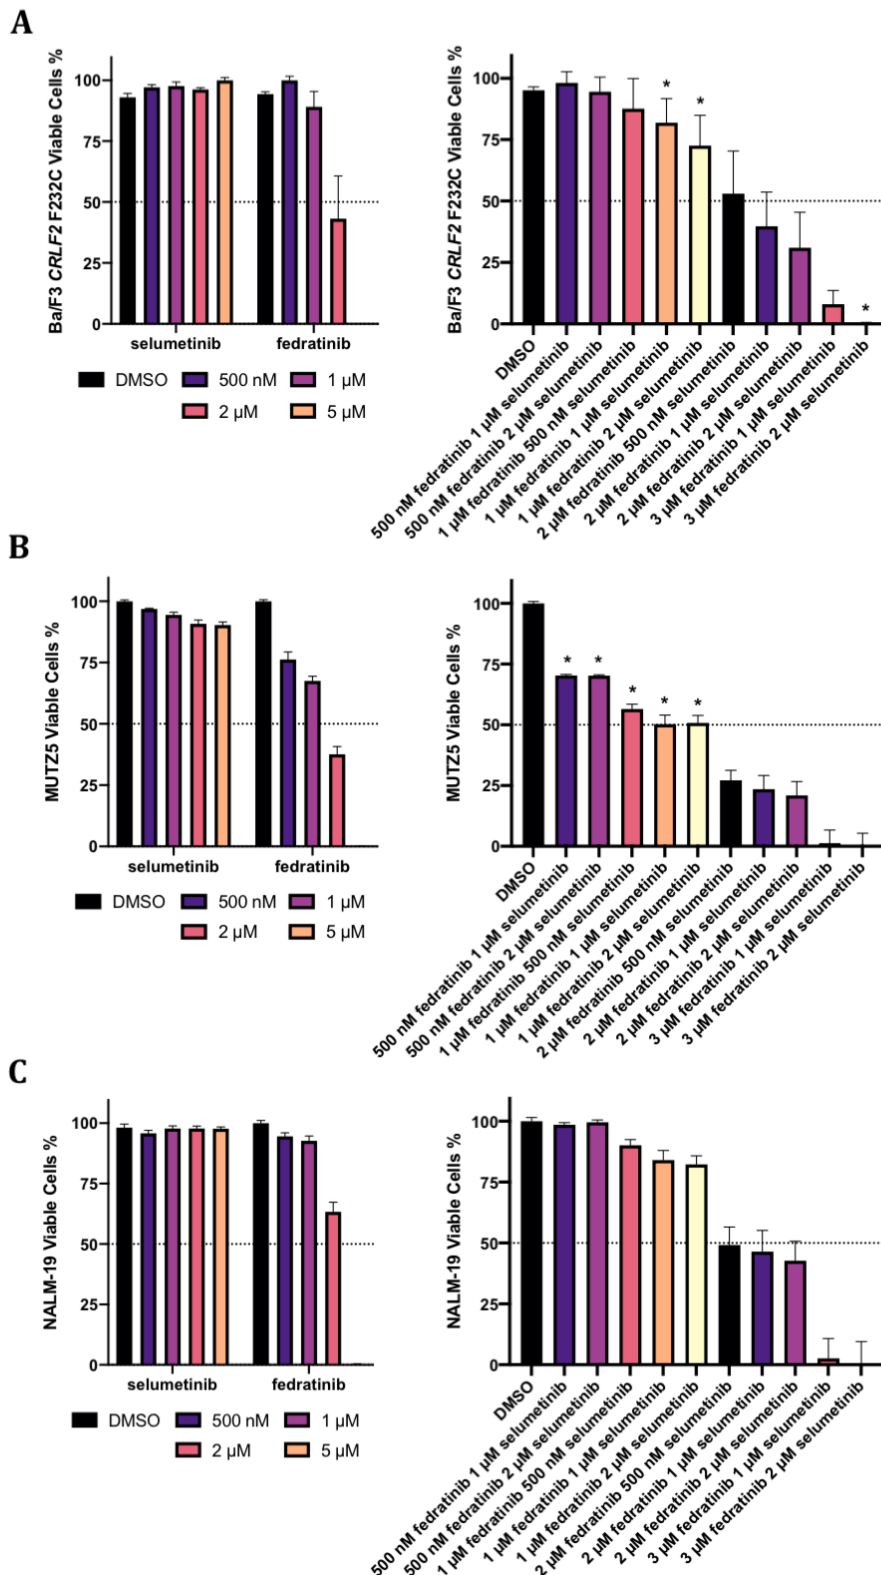 A
Ba/F3 CRLF2 F232C Viable Cells %
100
75
50
25
0
selumetinib fedratinib
DMSO 500 nM 1 µM
2 µM 5 µM
Ba/F3 CRLF2 F232C Viable Cells %
100
75
50
25
0
* * *
DMSO
500 nM fedratinib 1 µM selumetinib
500 nM fedratinib 2 µM selumetinib
1 µM fedratinib 500 nM selumetinib
1 µM fedratinib 1 µM selumetinib
1 µM fedratinib 2 µM selumetinib
2 µM fedratinib 500 nM selumetinib
2 µM fedratinib 1 µM selumetinib
2 µM fedratinib 2 µM selumetinib
3 µM fedratinib 1 µM selumetinib
3 µM fedratinib 2 µM selumetinib
B
MUTZ5 Viable Cells %
100
75
50
25
0
selumetinib fedratinib
DMSO 500 nM 1 µM
2 µM 5 µM
MUTZ5 Viable Cells %
100
75
50
25
0
* * * * *
DMSO
500 nM fedratinib 1 µM selumetinib
500 nM fedratinib 2 µM selumetinib
1 µM fedratinib 500 nM selumetinib
1 µM fedratinib 1 µM selumetinib
1 µM fedratinib 2 µM selumetinib
2 µM fedratinib 500 nM selumetinib
2 µM fedratinib 1 µM selumetinib
2 µM fedratinib 2 µM selumetinib
3 µM fedratinib 1 µM selumetinib
3 µM fedratinib 2 µM selumetinib
C
NALM-19 Viable Cells %
100
75
50
25
0
selumetinib fedratinib
DMSO 500 nM 1 µM
2 µM 5 µM
NALM-19 Viable Cells %
100
75
50
25
0
DMSO
500 nM fedratinib 1 µM selumetinib
500 nM fedratinib 2 µM selumetinib
1 µM fedratinib 500 nM selumetinib
1 µM fedratinib 1 µM selumetinib
1 µM fedratinib 2 µM selumetinib
2 µM fedratinib 500 nM selumetinib
2 µM fedratinib 1 µM selumetinib
2 µM fedratinib 2 µM selumetinib
3 µM fedratinib 1 µM selumetinib
3 µM fedratinib 2 µM selumetinib